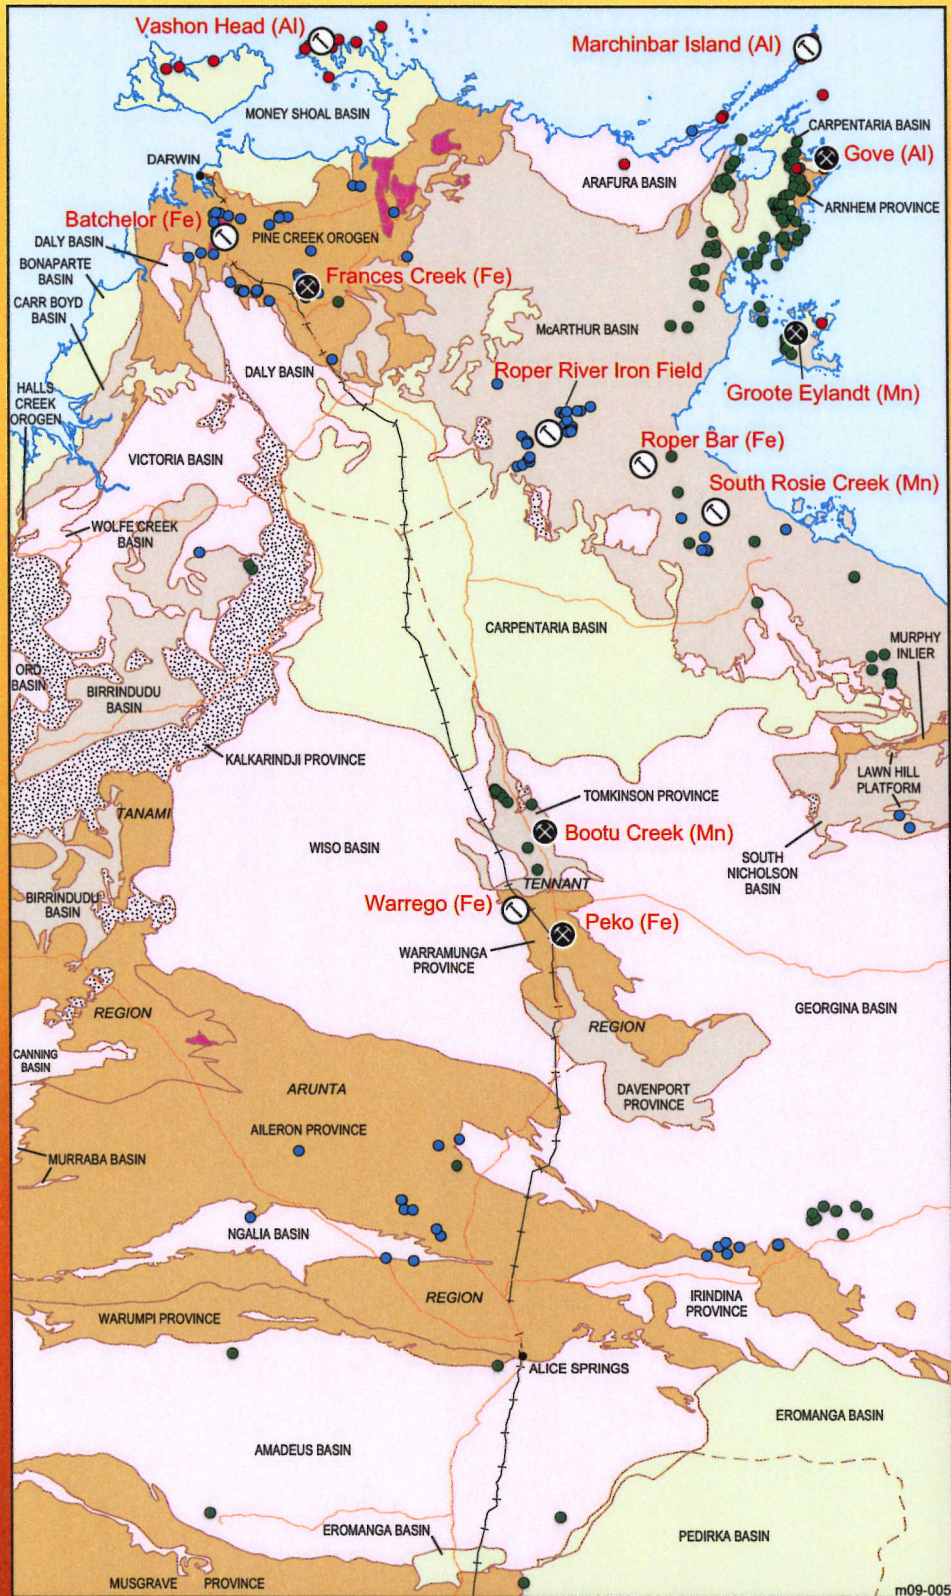 Vashon Head (Al)
Marchinbar Island (Al)
MONEY SHOAL BASIN
CARPENTARIA BASIN
DARWIN
Gove (Al)
ARAFURA BASIN
ARNHEM PROVINCE
Batchelor (Fe)
PINE CREEK OROGEN
DALY BASIN
BONAPARTE
BASIN
Frances Creek (Fe)
CARR BOYD
BASIN
McARTHUR BASIN
DALY BASIN
Roper River Iron Field
HALLS
CREEK
OROGEN
Groote Eylandt (Mn)
Roper Bar (Fe)
VICTORIA BASIN
South Rosie Creek (Mn)
WOLFE CREEK
BASIN
CARPENTARIA BASIN
MURPHY
INLIER
ORD
BASIN
BIRRINDUDU
BASIN
KALKARINDJI PROVINCE
LAWN HILL
PLATFORM
TOMKINSON PROVINCE
TANAMI
Bootu Creek (Mn)
WISO BASIN
SOUTH
NICHOLSON
BASIN
TENNANT
BIRRINDUDU
BASIN
Warrego (Fe)
Peko (Fe)
WARRAMUNGA
PROVINCE
REGION
GEORGINA BASIN
REGION
CANNING
BASIN
ARUNTA
DAVENPORT
PROVINCE
AILERON PROVINCE
MURRABA BASIN
NGALIA BASIN
REGION
IRINDINA
PROVINCE
WARUMPI PROVINCE
ALICE SPRINGS
EROMANGA BASIN
AMADEUS BASIN
EROMANGA BASIN
PEDIRKA BASIN
MUSGRAVE PROVINCE
m09-005